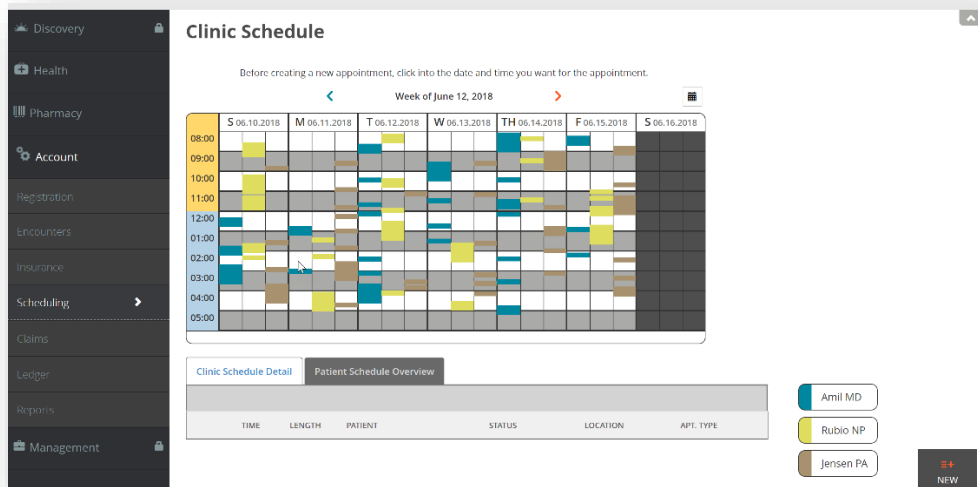 Discovery
Health
Pharmacy
Account
Registration
Encounters
Insurance
Scheduling
Claims
Ledger
Reports
Management
Clinic Schedule
Before creating a new appointment, click into the date and time you want for the appointment.
Week of June 12, 2018
S 06.10.2018 M 06.11.2018 T 06.12.2018 W 06.13.2018 TH 06.14.2018 F 06.15.2018 S 06.16.2018
08:00
09:00
10:00
11:00
12:00
01:00
02:00
03:00
04:00
05:00
Clinic Schedule Detail Patient Schedule Overview
TIME LENGTH PATIENT STATUS LOCATION APT. TYPE
Amil MD
Rubio NP
Jensen PA
NEW